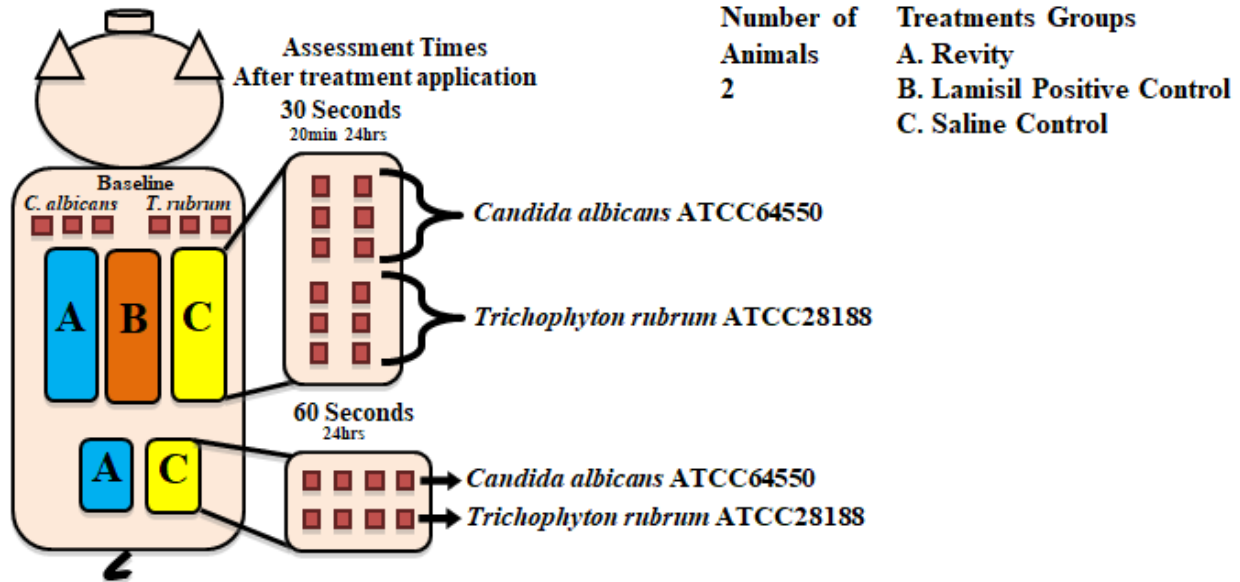 Assessment Times
After treatment application
30 Seconds
20min 24hrs
Number of Animals
2
Treatments Groups
A. Revity
B. Lamisil Positive Control
C. Saline Control
Baseline
C. albicans T. rubrum
A B C
Candida albicans ATCC64550
Trichophyton rubrum ATCC28188
60 Seconds
24hrs
A C
Candida albicans ATCC64550
Trichophyton rubrum ATCC28188